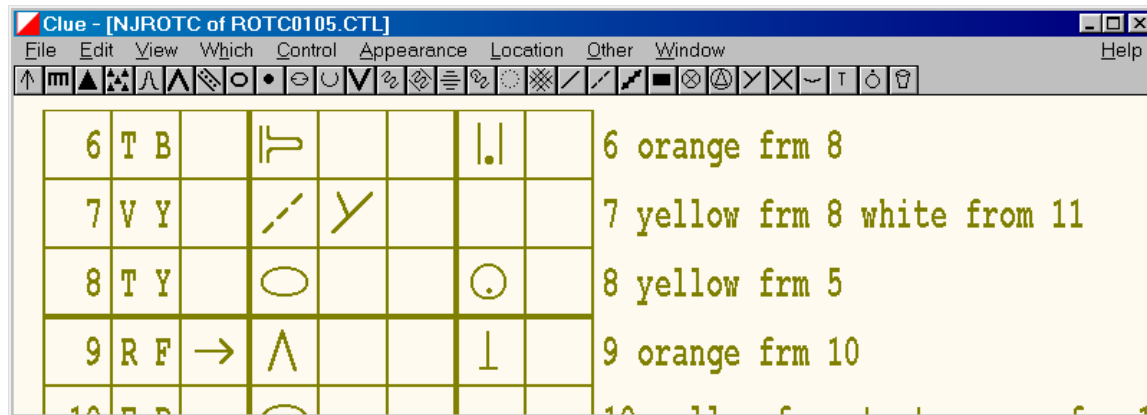 Clue - [NJROTC of ROTC0105.CTL]
File Edit View Which Control Appearance Location Other Window Help
6 T B 6 orange frm 8
7 V Y 7 yellow frm 8 white from 11
8 T Y 8 yellow frm 5
9 R F 9 orange frm 10